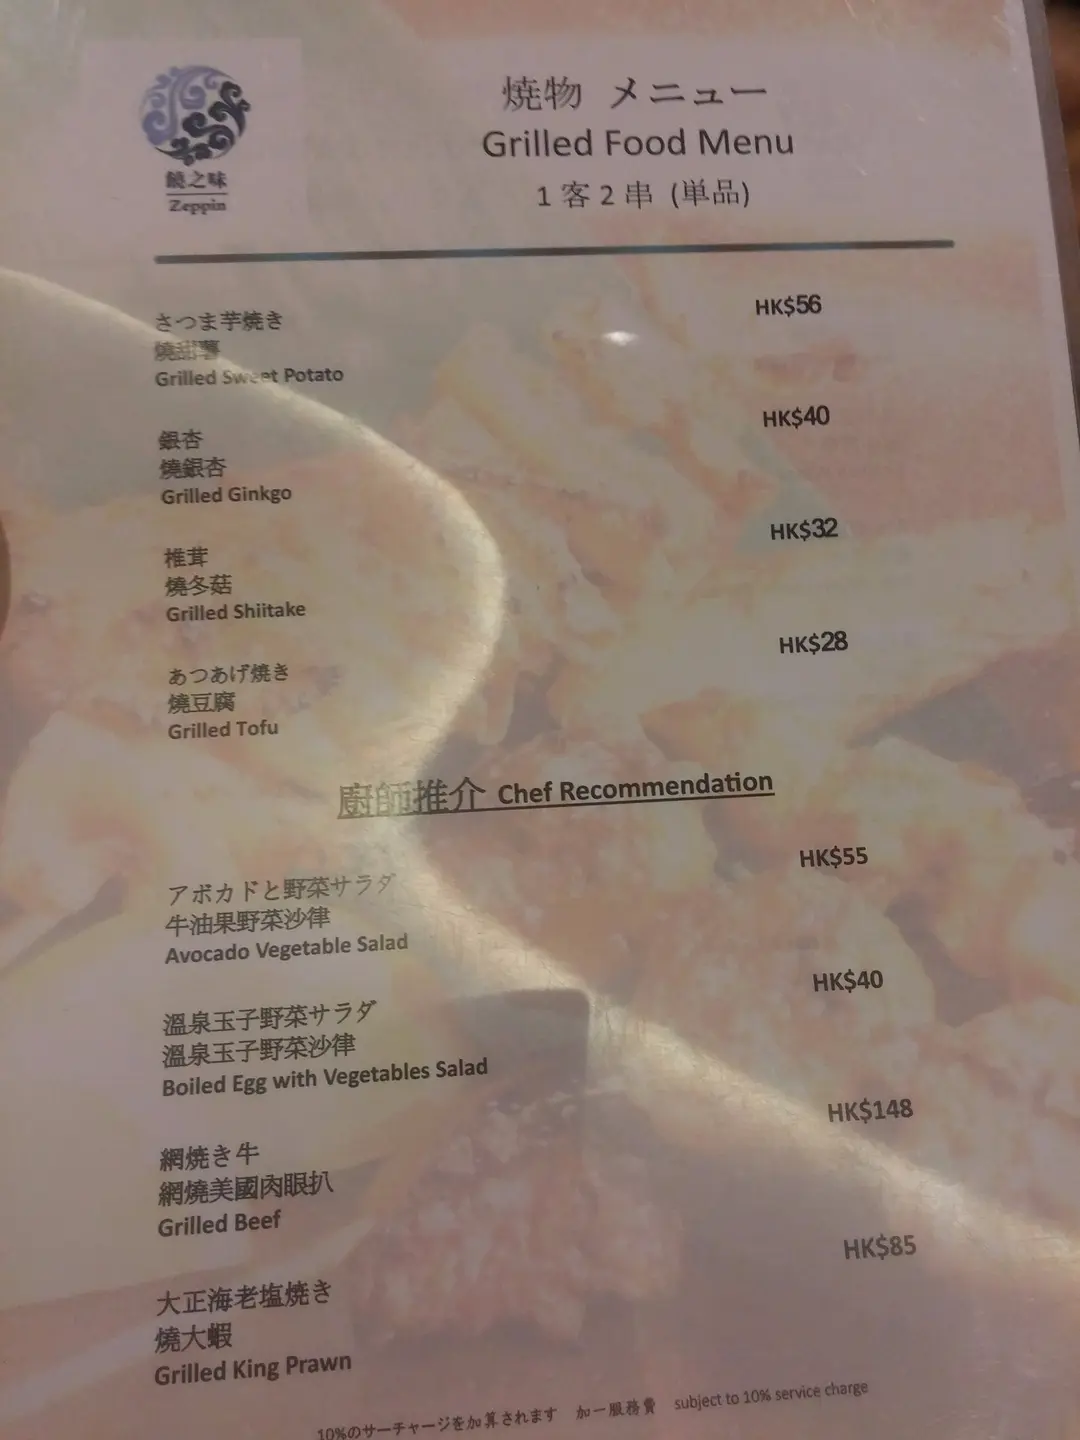 饒之味
Zeppin
焼物 メニュー
Grilled Food Menu
1 客 2 串 (単品)
さつま芋焼き
燒甜薯
Grilled Sweet Potato
HK$56
銀杏
燒銀杏
Grilled Ginkgo
HK$40
椎茸
燒冬菇
Grilled Shiitake
HK$32
あつあげ焼き
燒豆腐
Grilled Tofu
HK$28
廚師推介 Chef Recommendation
アボカドと野菜サラダ
牛油果野菜沙律
Avocado Vegetable Salad
HK$55
溫泉玉子野菜サラダ
溫泉玉子野菜沙律
Boiled Egg with Vegetables Salad
HK$40
網焼き牛
網燒美國肉眼扒
Grilled Beef
HK$148
大正海老塩焼き
燒大蝦
Grilled King Prawn
HK$85
10%のサーチャージを加算されます 加一服務費 subject to 10% service charge